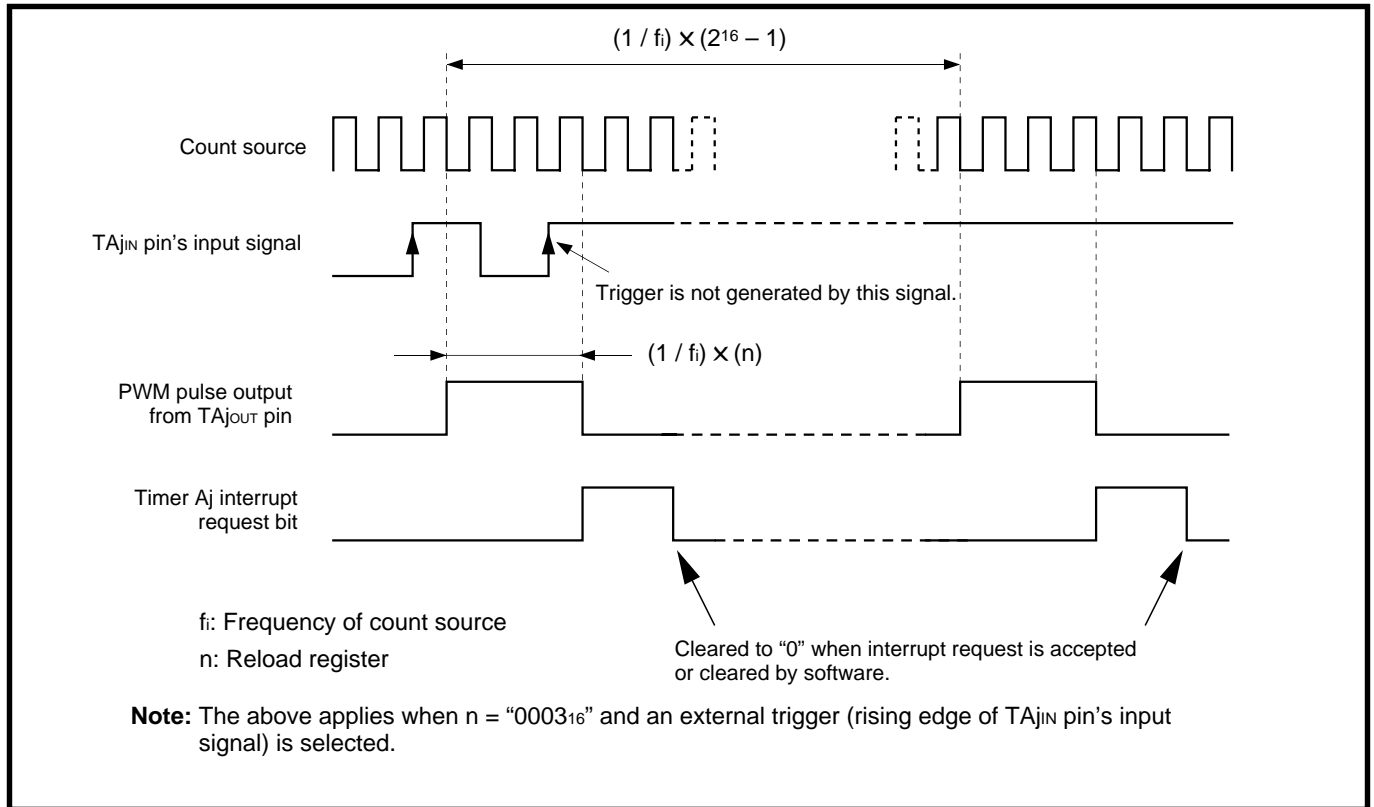 (1 / fi) × (2¹⁶ – 1)
Count source
TAjIN pin’s input signal
Trigger is not generated by this signal.
(1 / fi) × (n)
PWM pulse output
from TAjOUT pin
Timer Aj interrupt
request bit
fi: Frequency of count source
n: Reload register
Cleared to “0” when interrupt request is accepted
or cleared by software.
Note: The above applies when n = “0003₁₆” and an external trigger (rising edge of TAjIN pin’s input
signal) is selected.